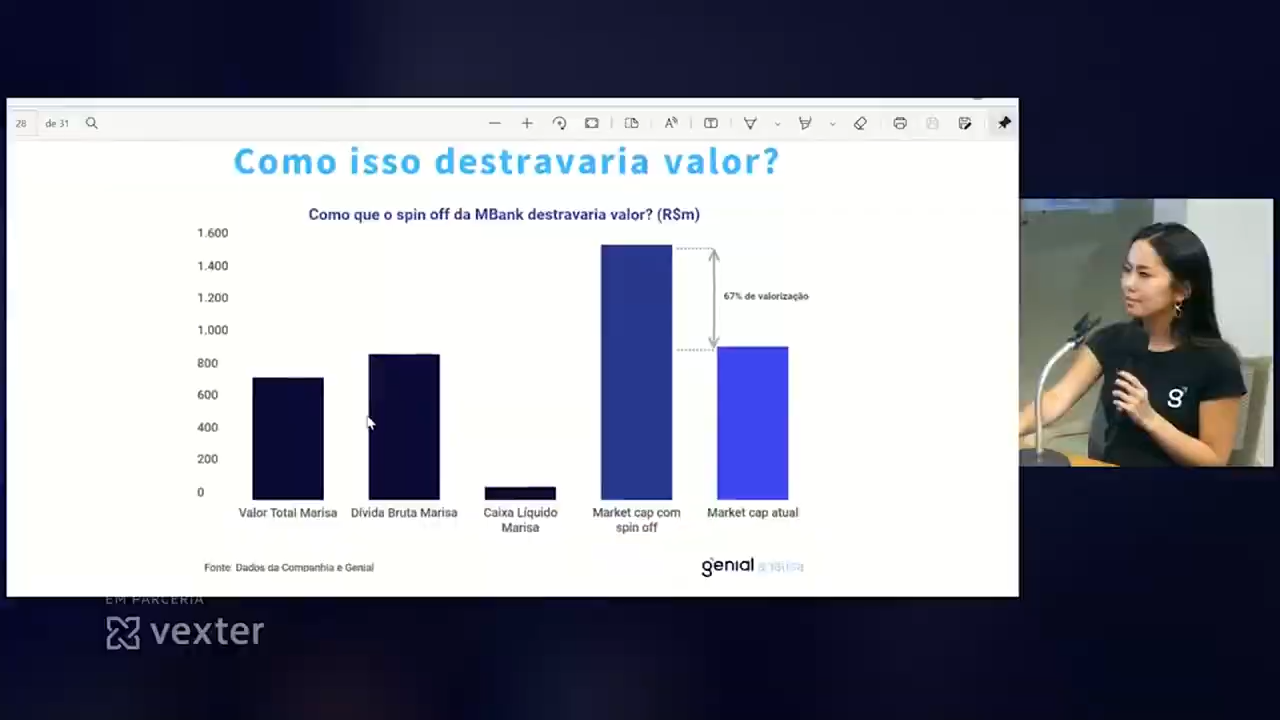 28 de 31
Como isso destravaria valor?
Como que o spin off da MBank destravaria valor? (R$m)
1.600
1.400
1.200
1.000
800
600
400
200
0
67% de valorização
Valor Total Marisa
Dívida Bruta Marisa
Caixa Líquido
Marisa
Market cap com
spin off
Market cap atual
Fonte: Dados da Companhia e Genial
genial analisa
g
EM PARCERIA
vexter